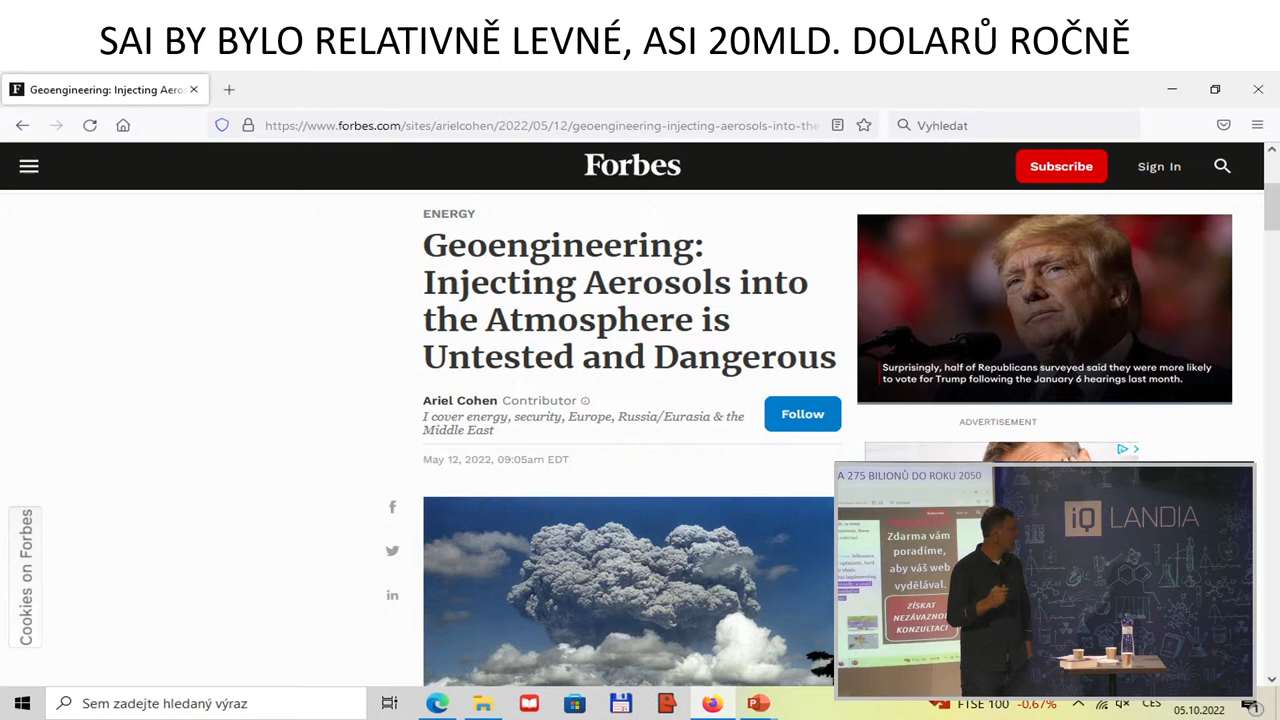 SAI BY BYLO RELATIVNĚ LEVNÉ, ASI 20MLD. DOLARŮ ROČNĚ
Geoengineering: Injecting Aeros
https://www.forbes.com/sites/arielcohen/2022/05/12/geoengineering-injecting-aerosols-into-the
Vyhledat
Forbes
Subscribe
Sign In
ENERGY
Geoengineering:
Injecting Aerosols into
the Atmosphere is
Untested and Dangerous
Ariel Cohen Contributor
I cover energy, security, Europe, Russia/Eurasia & the
Middle East
Follow
May 12, 2022, 09:05am EDT
Surprisingly, half of Republicans surveyed said they were more likely
to vote for Trump following the January 6 hearings last month.
ADVERTISEMENT
Cookies on Forbes
A 275 BILIONŮ DO ROKU 2050
Zdarma vám
poradíme,
aby váš web
vydělával.
ZÍSKAT
NEZÁVAZNOU
KONZULTACI
iQ LANDIA
Sem zadejte hledaný výraz
FTSE 100 -0,67%
CES
05.10.2022
1